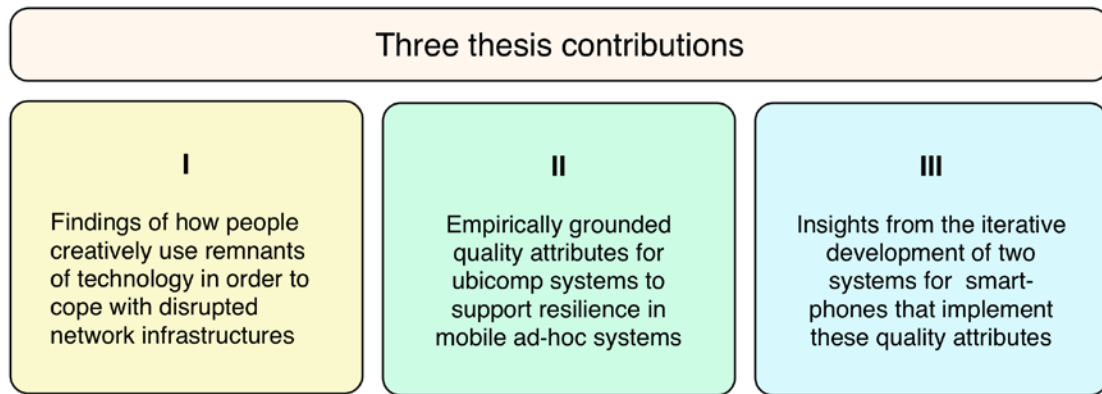 Three thesis contributions
I
Findings of how people
creatively use remnants
of technology in order to
cope with disrupted
network infrastructures
II
Empirically grounded
quality attributes for
ubicomp systems to
support resilience in
mobile ad-hoc systems
III
Insights from the iterative
development of two
systems for  smart-
phones that implement
these quality attributes